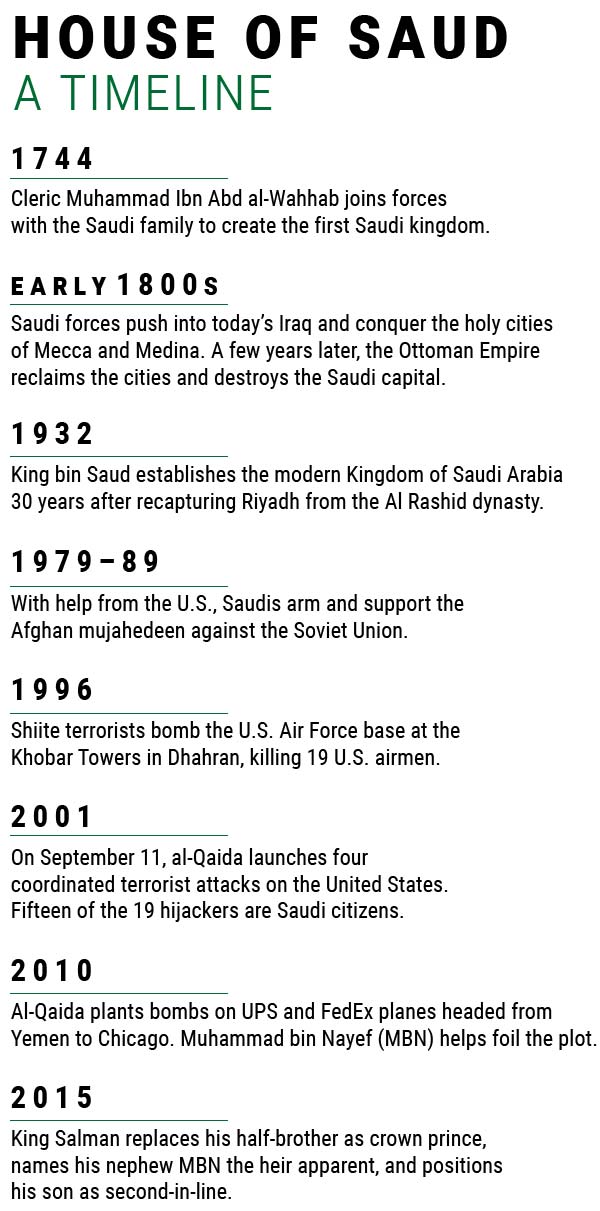 HOUSE OF SAUD
A TIMELINE
1744
Cleric Muhammad Ibn Abd al-Wahhab joins forces
with the Saudi family to create the first Saudi kingdom.
EARLY 1800S
Saudi forces push into today’s Iraq and conquer the holy cities
of Mecca and Medina. A few years later, the Ottoman Empire
reclaims the cities and destroys the Saudi capital.
1932
King bin Saud establishes the modern Kingdom of Saudi Arabia
30 years after recapturing Riyadh from the Al Rashid dynasty.
1979–89
With help from the U.S., Saudis arm and support the
Afghan mujahedeen against the Soviet Union.
1996
Shiite terrorists bomb the U.S. Air Force base at the
Khobar Towers in Dhahran, killing 19 U.S. airmen.
2001
On September 11, al-Qaida launches four
coordinated terrorist attacks on the United States.
Fifteen of the 19 hijackers are Saudi citizens.
2010
Al-Qaida plants bombs on UPS and FedEx planes headed from
Yemen to Chicago. Muhammad bin Nayef (MBN) helps foil the plot.
2015
King Salman replaces his half-brother as crown prince,
names his nephew MBN the heir apparent, and positions
his son as second-in-line.